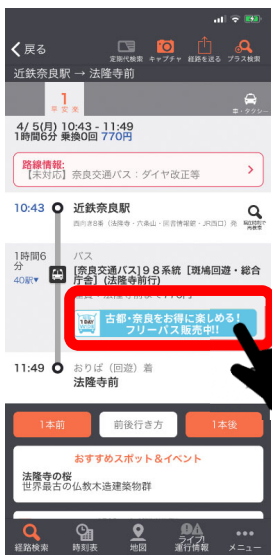 戻る
定期代検索 キャプチャ 経路を送る プラス検索
近鉄奈良駅 → 法隆寺前
1
早 安 楽
車・タクシー
4/ 5(月) 10:43 - 11:49
1時間6分 乗換0回 770円
路線情報:
【未対応】奈良交通バス：ダイヤ改正等
10:43 近鉄奈良駅
1時間6分
40駅▼
バス
[奈良交通バス]９８系統［斑鳩回遊・総合庁舎］(法隆寺前行)
1DAY
古都・奈良をお得に楽しめる!
フリーパス販売中!!
11:49 おりば（回遊）着
法隆寺前
1本前 前後行き方 1本後
おすすめスポット＆イベント
法隆寺の桜
世界最古の仏教木造建築物群
経路検索 時刻表 地図 ライブ! 運行情報 メニュー